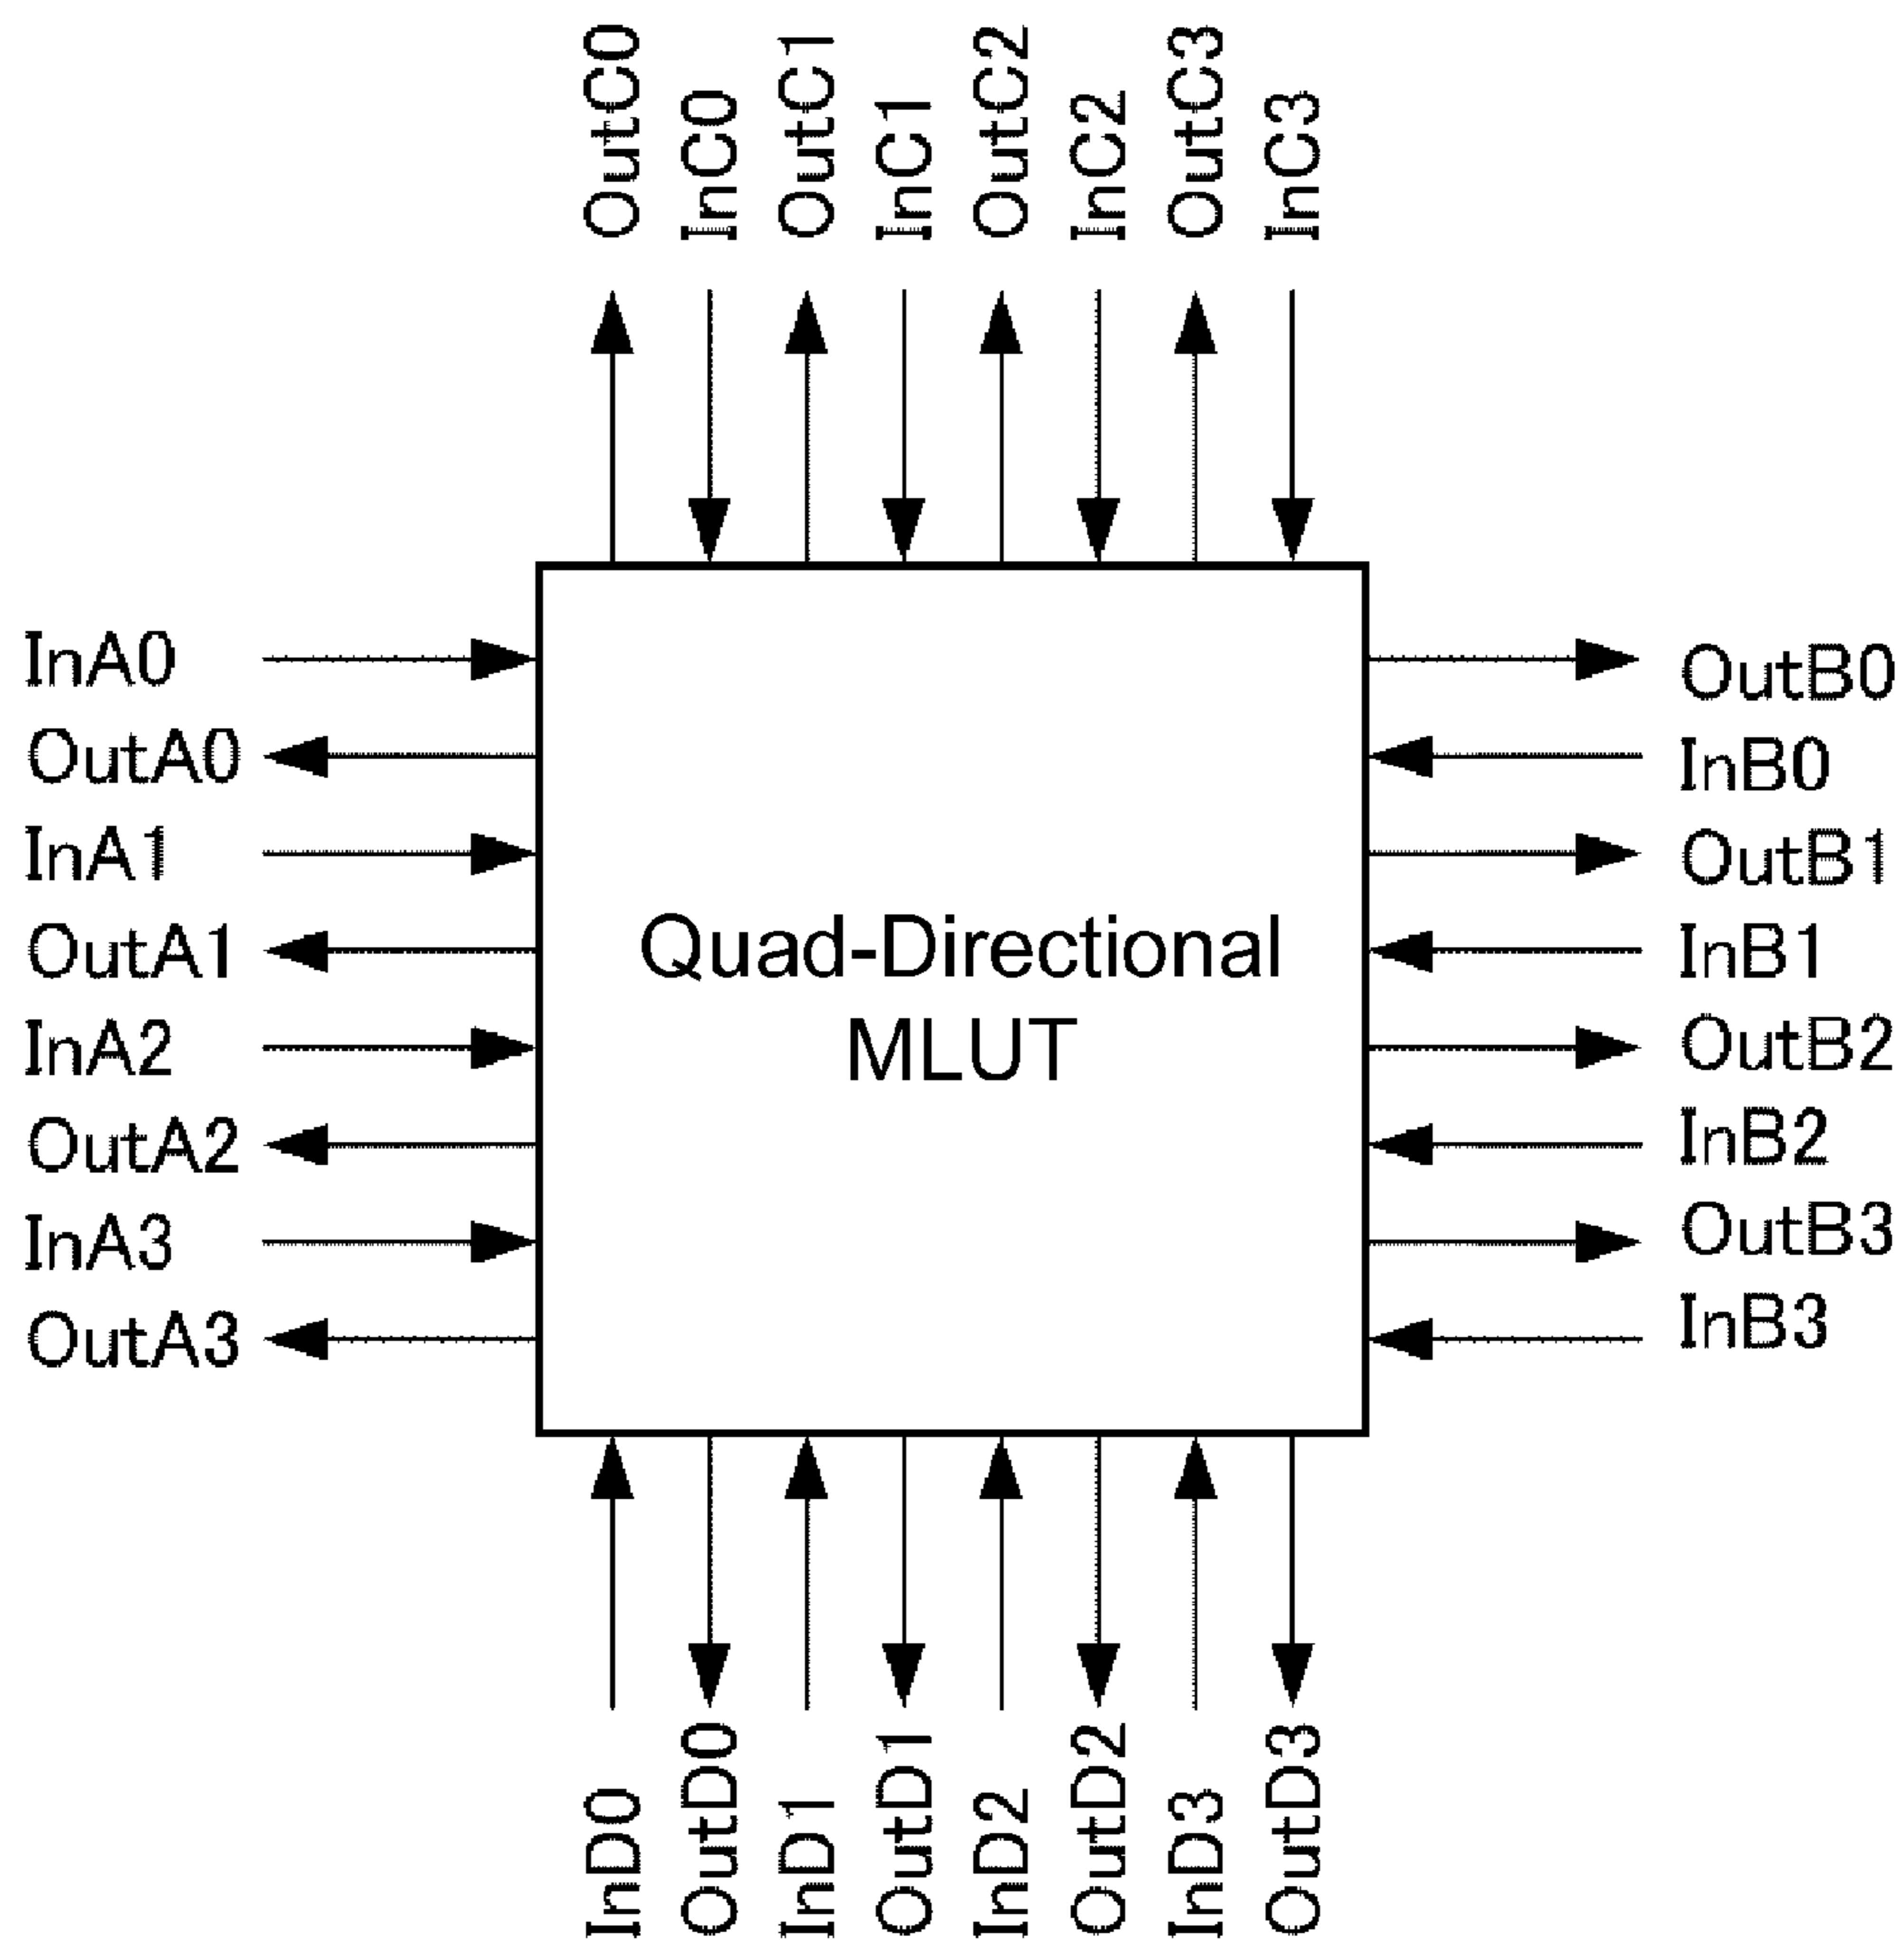 OutC0
InC0
OutC1
InC1
OutC2
InC2
OutC3
InC3
InA0
OutA0
InA1
OutA1
InA2
OutA2
InA3
OutA3
Quad-Directional
MLUT
OutB0
InB0
OutB1
InB1
OutB2
InB2
OutB3
InB3
InD0
OutD0
InD1
OutD1
InD2
OutD2
InD3
OutD3